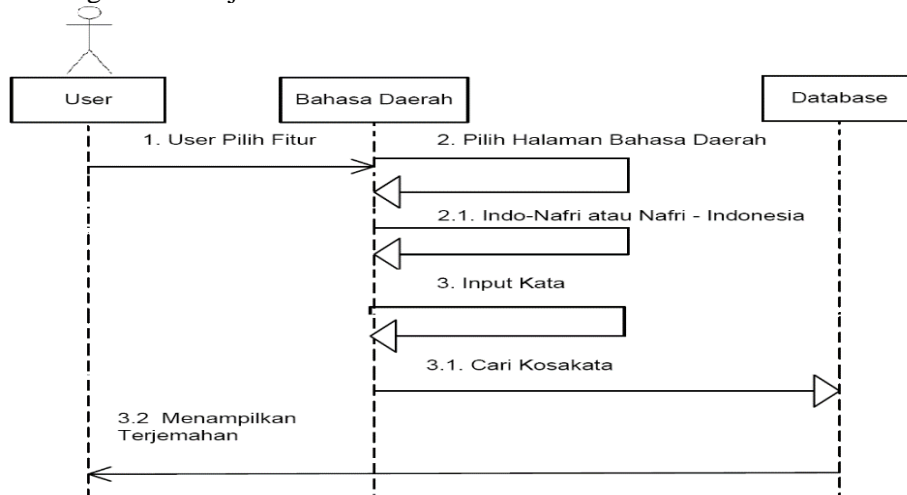 User
Bahasa Daerah
Database
1. User Pilih Fitur
2. Pilih Halaman Bahasa Daerah
2.1. Indo-Nafri atau Nafri - Indonesia
3. Input Kata
3.1. Cari Kosakata
3.2 Menampilkan
Terjemahan